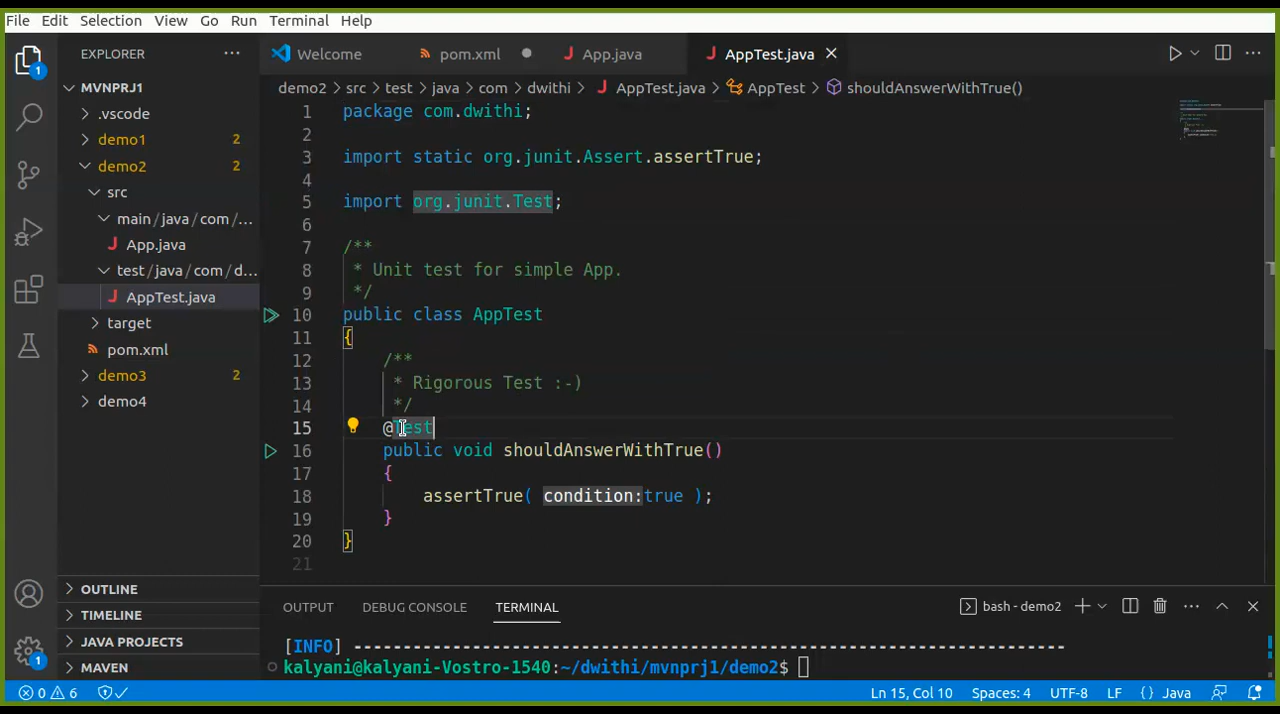 File Edit Selection View Go Run Terminal Help
EXPLORER ...
Welcome pom.xml App.java AppTest.java
demo2 > src > test > java > com > dwithi > AppTest.java > AppTest > shouldAnswerWithTrue()
1
MVNPRJ1
.vscode
demo1 2
demo2 2
src
main/java/com/...
App.java
test/java/com/d...
AppTest.java
target
pom.xml
demo3 2
demo4
OUTLINE
TIMELINE
JAVA PROJECTS
MAVEN
1
1 package com.dwithi;
2
3 import static org.junit.Assert.assertTrue;
4
5 import org.junit.Test;
6
7 /**
8 * Unit test for simple App.
9 */
10 public class AppTest
11 {
12 /**
13 * Rigorous Test :-)
14 */
15 @Test
16 public void shouldAnswerWithTrue()
17 {
18 assertTrue( condition:true );
19 }
20 }
21
OUTPUT DEBUG CONSOLE TERMINAL bash - demo2
[INFO] ------------------------------------------------------------------------
kalyani@kalyani-Vostro-1540:~/dwithi/mvnprj1/demo2$
0 6 Ln 15, Col 10 Spaces: 4 UTF-8 LF {} Java